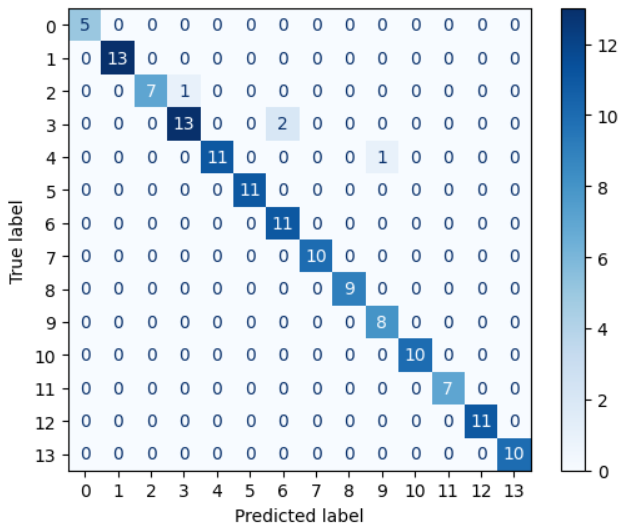 0 5 0 0 0 0 0 0 0 0 0 0 0 0 0
1 0 13 0 0 0 0 0 0 0 0 0 0 0 0
2 0 0 7 1 0 0 0 0 0 0 0 0 0 0
3 0 0 0 13 0 0 2 0 0 0 0 0 0 0
4 0 0 0 0 11 0 0 0 0 1 0 0 0 0
5 0 0 0 0 0 11 0 0 0 0 0 0 0 0
6 0 0 0 0 0 0 11 0 0 0 0 0 0 0
7 0 0 0 0 0 0 0 10 0 0 0 0 0 0
8 0 0 0 0 0 0 0 0 9 0 0 0 0 0
9 0 0 0 0 0 0 0 0 0 8 0 0 0 0
10 0 0 0 0 0 0 0 0 0 0 10 0 0 0
11 0 0 0 0 0 0 0 0 0 0 0 7 0 0
12 0 0 0 0 0 0 0 0 0 0 0 0 11 0
13 0 0 0 0 0 0 0 0 0 0 0 0 0 10
0 1 2 3 4 5 6 7 8 9 10 11 12 13
Predicted label
True label
12
10
8
6
4
2
0